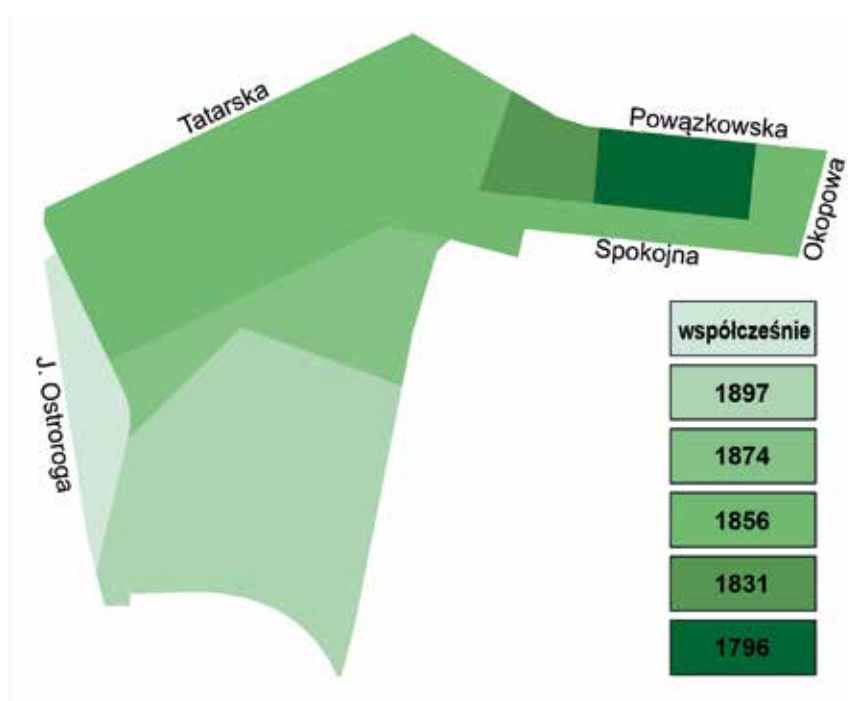 Tatarska
Powązkowska
Okopowa
Spokojna
J. Ostroroga
współcześnie
1897
1874
1856
1831
1796